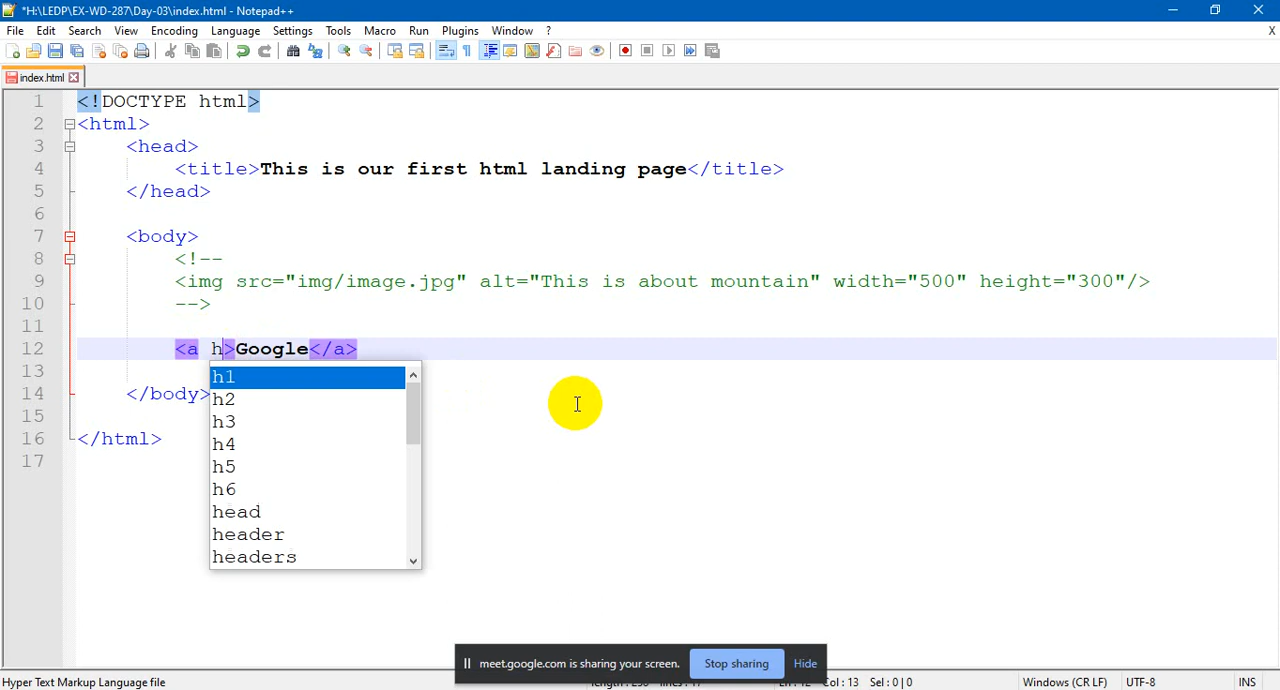 *H:\LEDP\EX-WD-287\Day-03\index.html - Notepad++
File Edit Search View Encoding Language Settings Tools Macro Run Plugins Window ? X
index.html
1 <!DOCTYPE html>
2 <html>
3 <head>
4 <title>This is our first html landing page</title>
5 </head>
6
7 <body>
8 <!--
9 <img src="img/image.jpg" alt="This is about mountain" width="500" height="300"/>
10 -->
11
12 <a h>Google</a>
13
h1
14 </body>
h2
h3
15
16 </html>
h4
17
h5
h6
head
header
headers
meet.google.com is sharing your screen. Stop sharing Hide
Hyper Text Markup Language file Col : 13 Sel : 0 | 0 Windows (CR LF) UTF-8 INS